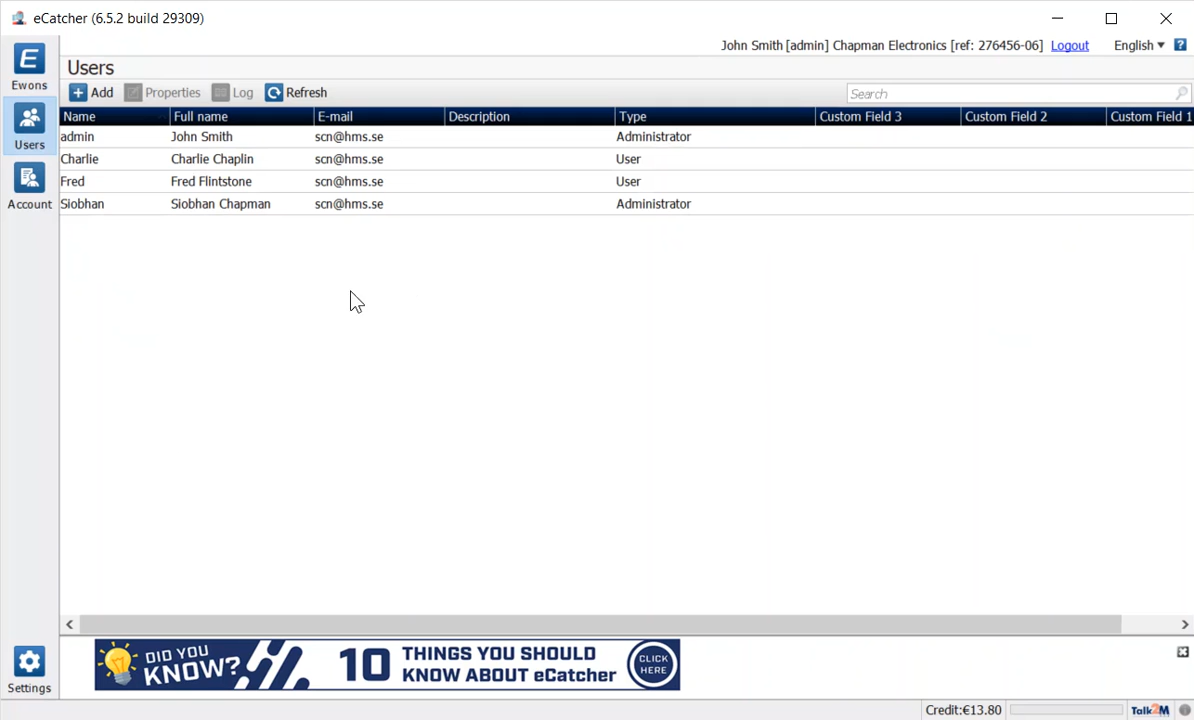 eCatcher (6.5.2 build 29309)
John Smith [admin] Chapman Electronics [ref: 276456-06] Logout English
E
Ewons
Users
Account
Settings
Users
Add Properties Log Refresh Search
Name Full name E-mail Description Type Custom Field 3 Custom Field 2 Custom Field 1
admin John Smith scn@hms.se Administrator
Charlie Charlie Chaplin scn@hms.se User
Fred Fred Flintstone scn@hms.se User
Siobhan Siobhan Chapman scn@hms.se Administrator
DID YOU
KNOW?
10 THINGS YOU SHOULD
KNOW ABOUT eCatcher
CLICK
HERE
Credit:€13.80 Talk2M